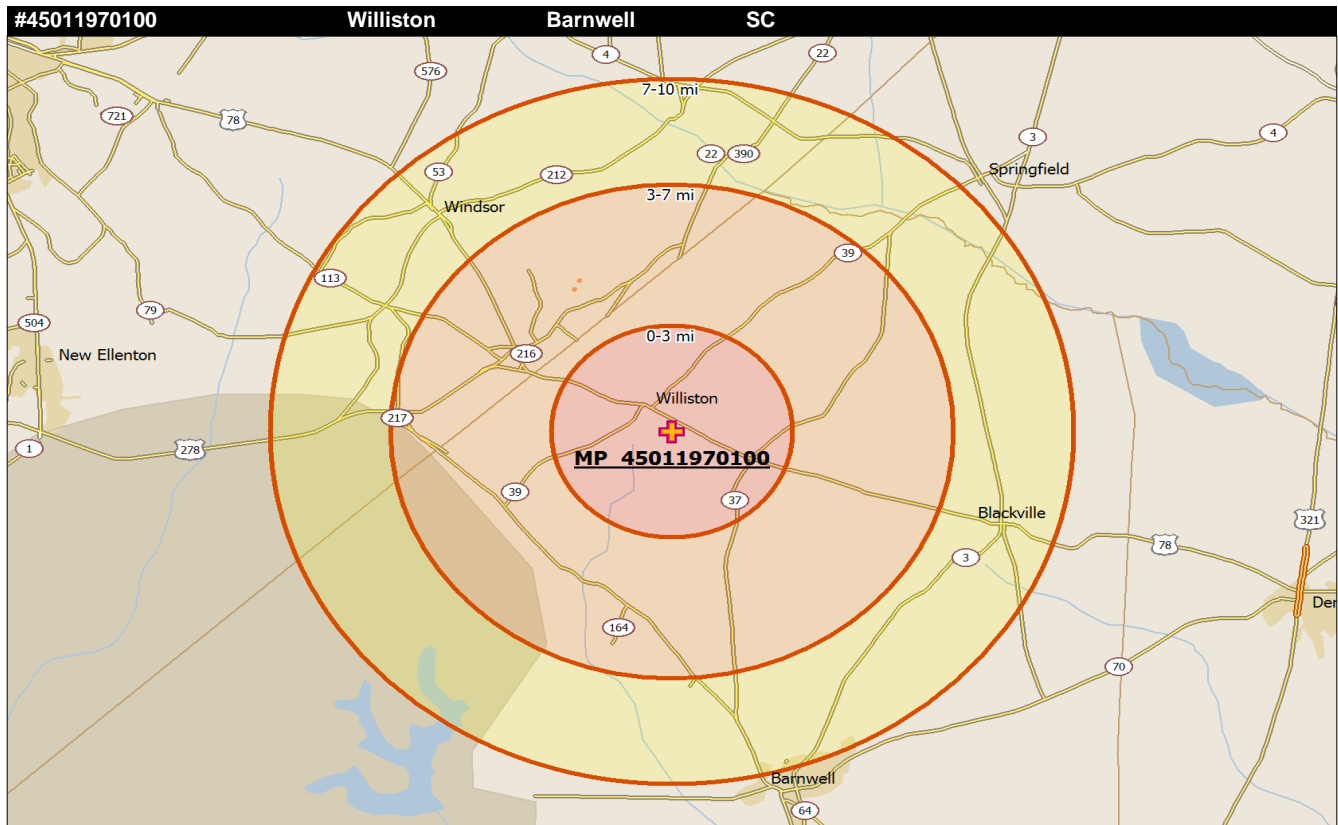 #45011970100 Williston Barnwell SC
4
22
576
7-10 mi
721
78
3
4
22
390
53
212
Springfield
3-7 mi
Windsor
39
113
79
504
0-3 mi
216
New Ellenton
Williston
217
1
278
MP 45011970100
39
37
Blackville
321
78
3
Der
164
70
Barnwell
64